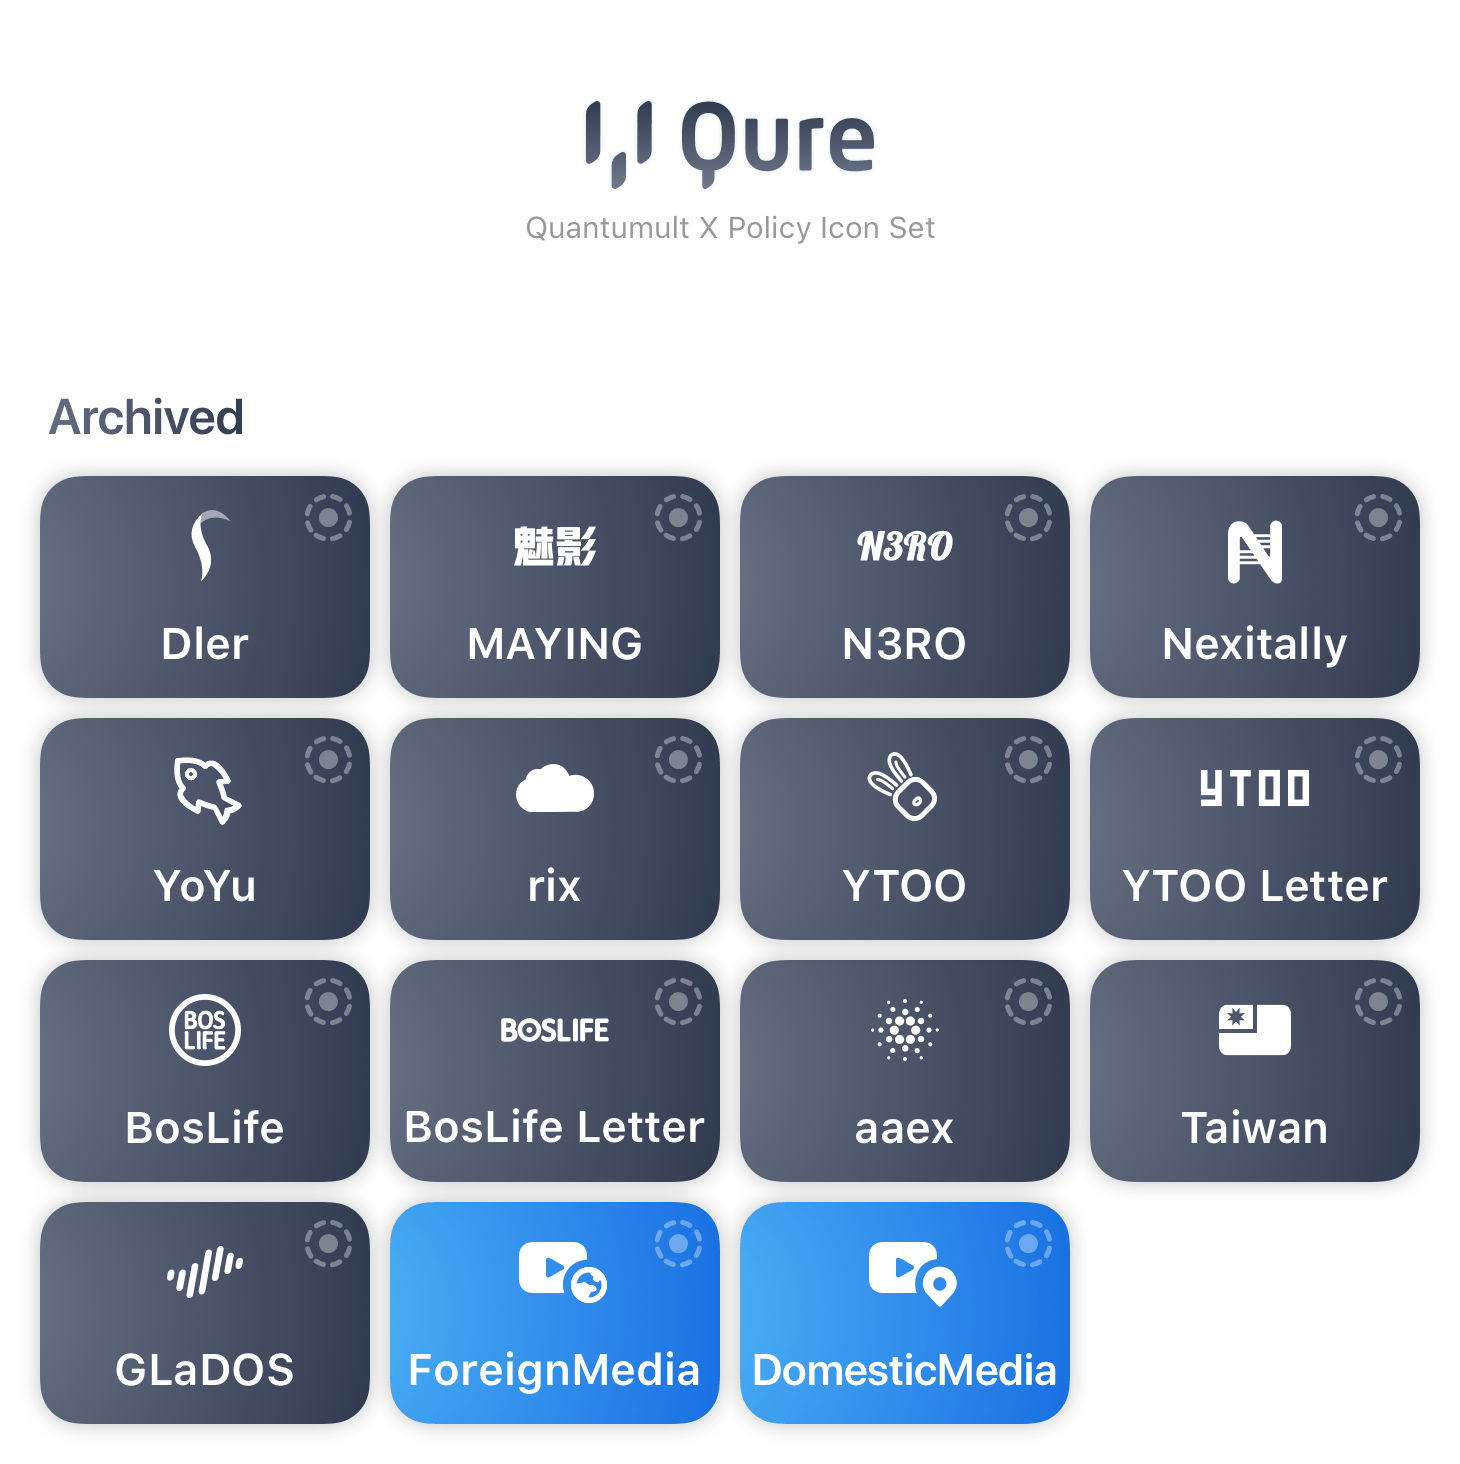 Qure
Quantumult X Policy Icon Set
Archived
Dler
魅影
MAYING
N3RO
N3RO
Nexitally
YoYu
rix
YTOO
YTOO
YTOO Letter
BOS
LIFE
BosLife
BOSLIFE
BosLife Letter
aaex
Taiwan
GLaDOS
ForeignMedia
DomesticMedia